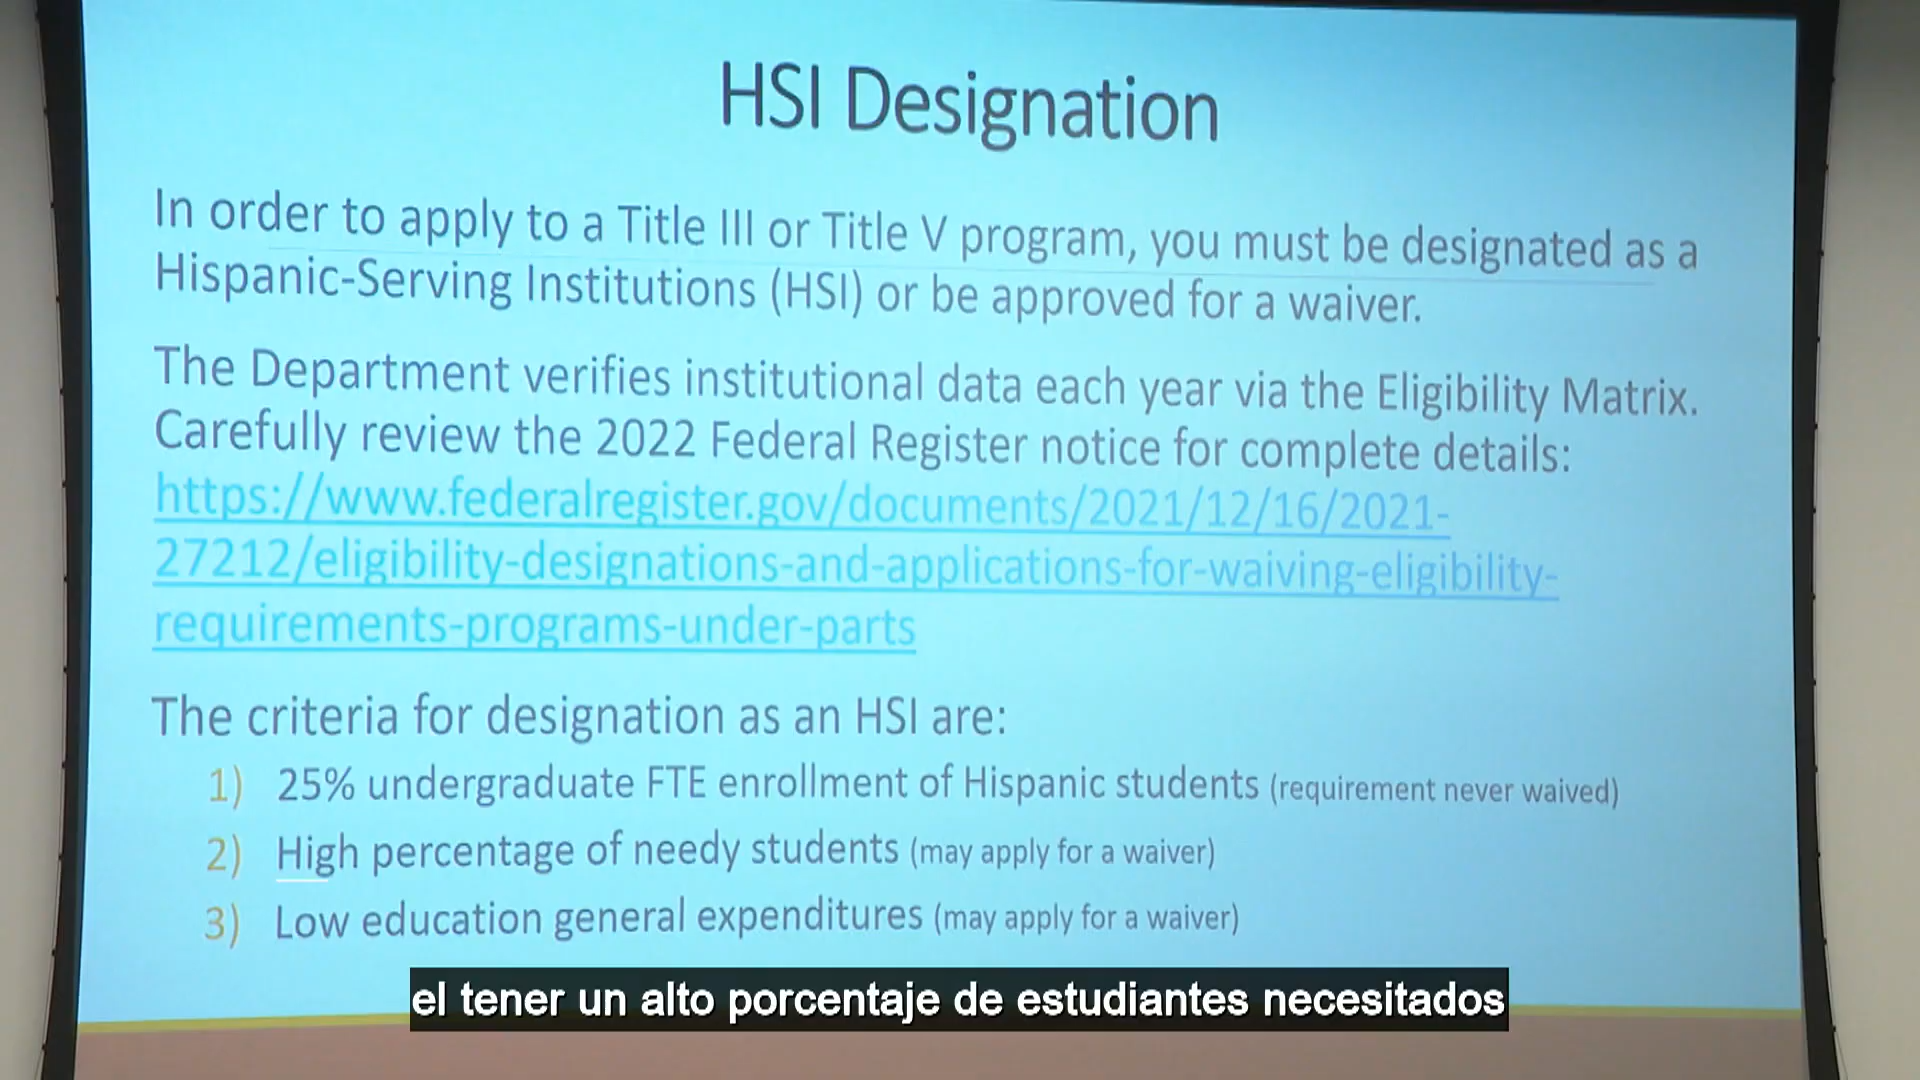 HSI Designation
In order to apply to a Title III or Title V program, you must be designated as a
Hispanic-Serving Institutions (HSI) or be approved for a waiver.
The Department verifies institutional data each year via the Eligibility Matrix.
Carefully review the 2022 Federal Register notice for complete details:
https://www.federalregister.gov/documents/2021/12/16/2021-
27212/eligibility-designations-and-applications-for-waiving-eligibility-
requirements-programs-under-parts
The criteria for designation as an HSI are:
1) 25% undergraduate FTE enrollment of Hispanic students (requirement never waived)
2) High percentage of needy students (may apply for a waiver)
3) Low education general expenditures (may apply for a waiver)
el tener un alto porcentaje de estudiantes necesitados